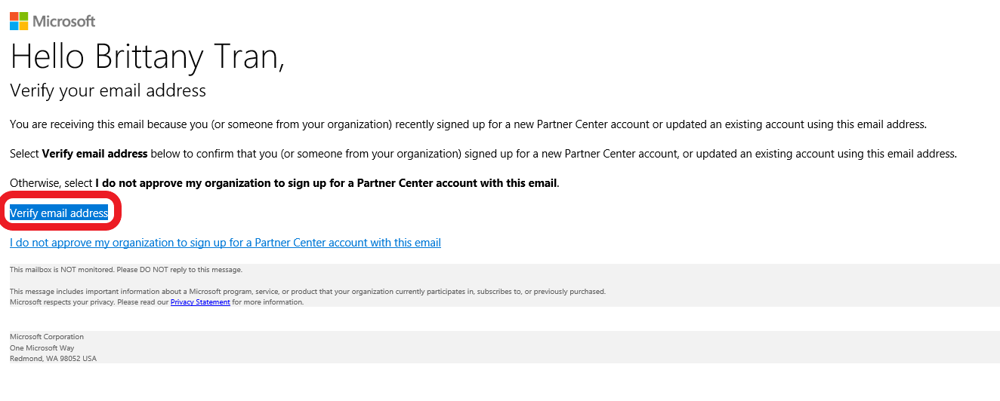 Microsoft
Hello Brittany Tran,
Verify your email address
You are receiving this email because you (or someone from your organization) recently signed up for a new Partner Center account or updated an existing account using this email address.
Select Verify email address below to confirm that you (or someone from your organization) signed up for a new Partner Center account, or updated an existing account using this email address.
Otherwise, select I do not approve my organization to sign up for a Partner Center account with this email.
Verify email address
I do not approve my organization to sign up for a Partner Center account with this email
This mailbox is NOT monitored. Please DO NOT reply to this message.
This message includes important information about a Microsoft program, service, or product that your organization currently participates in, subscribes to, or previously purchased.
Microsoft respects your privacy. Please read our Privacy Statement for more information.
Microsoft Corporation
One Microsoft Way
Redmond, WA 98052 USA